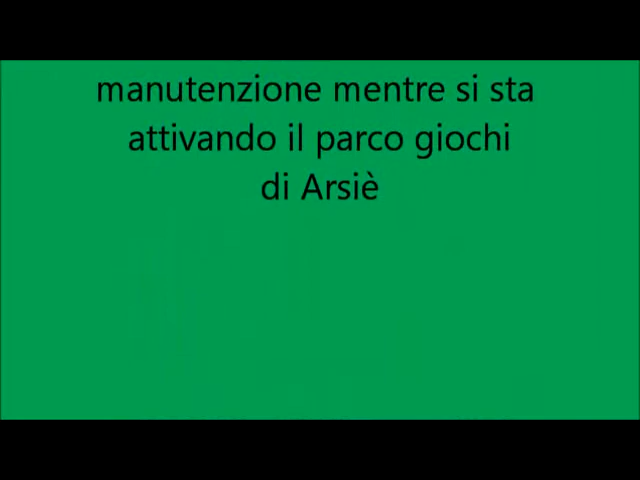 manutenzione mentre si sta
attivando il parco giochi
di Arsiè